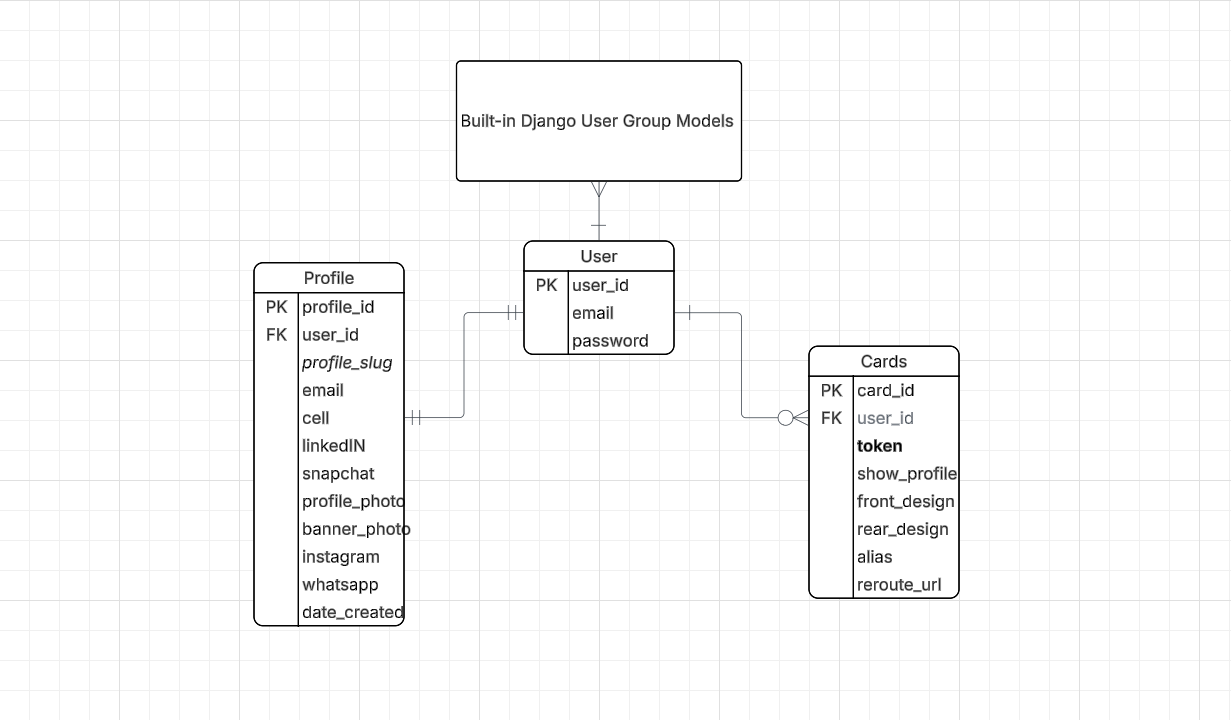 Built-in Django User Group Models
User
PK user_id
email
password
Profile
PK profile_id
FK user_id
profile_slug
email
cell
linkedIN
snapchat
profile_photo
banner_photo
instagram
whatsapp
date_created
Cards
PK card_id
FK user_id
token
show_profile
front_design
rear_design
alias
reroute_url